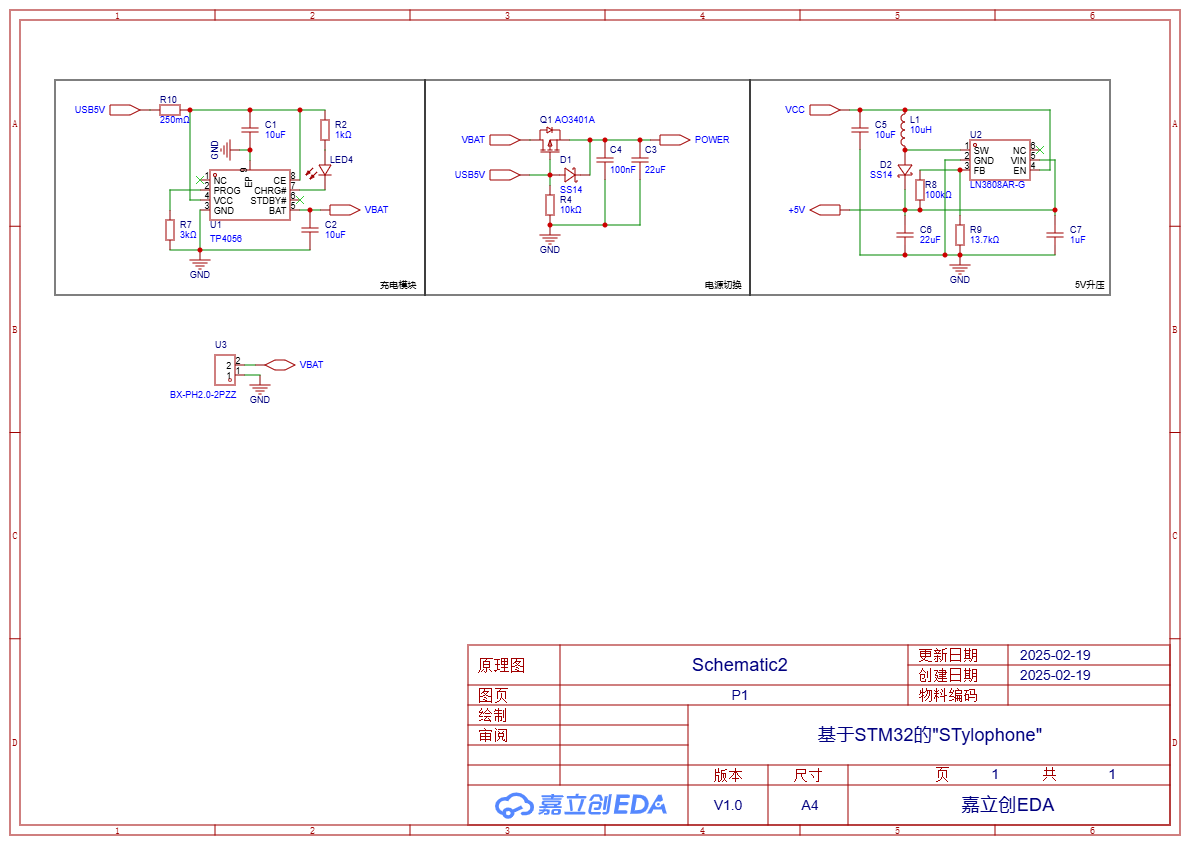 1 2 3 4 5 6
A A
B B
C C
D D
USB5V
R10
250mΩ
C1
10uF
GND
R2
1kΩ
LED4
1 NC
2 PROG
4 VCC
3 GND
EP 9
CE 8
CHRG# 7
STDBY# 6
BAT 5
U1
TP4056
R7
3kΩ
GND
VBAT
C2
10uF
充电模块
Q1 AO3401A
VBAT
USB5V
D1
SS14
R4
10kΩ
GND
C4
100nF
C3
22uF
POWER
电源切换
VCC
C5
10uF
L1
10uH
U2
1 SW
2 GND
3 FB
NC 6
VIN 5
EN 4
LN3608AR-G
D2
SS14
R8
100kΩ
+5V
C6
22uF
R9
13.7kΩ
C7
1uF
GND
5V升压
U3
2 2
1 1
BX-PH2.0-2PZZ
VBAT
GND
原理图 Schematic2
更新日期 2025-02-19
创建日期 2025-02-19
图页 P1 物料编码
绘制
审阅
基于STM32的"STylophone"
版本 尺寸 页 1 共 1
嘉立创EDA V1.0 A4 嘉立创EDA
1 2 3 4 5 6